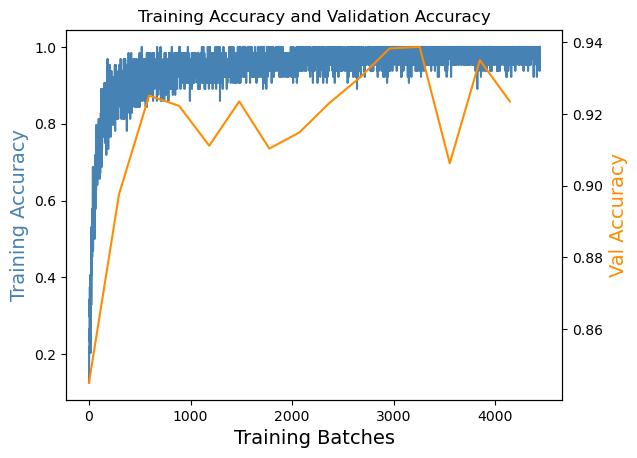 Training Accuracy and Validation Accuracy
1.0
0.8
0.6
0.4
0.2
Training Accuracy
0.94
0.92
0.90
0.88
0.86
Val Accuracy
0 1000 2000 3000 4000
Training Batches